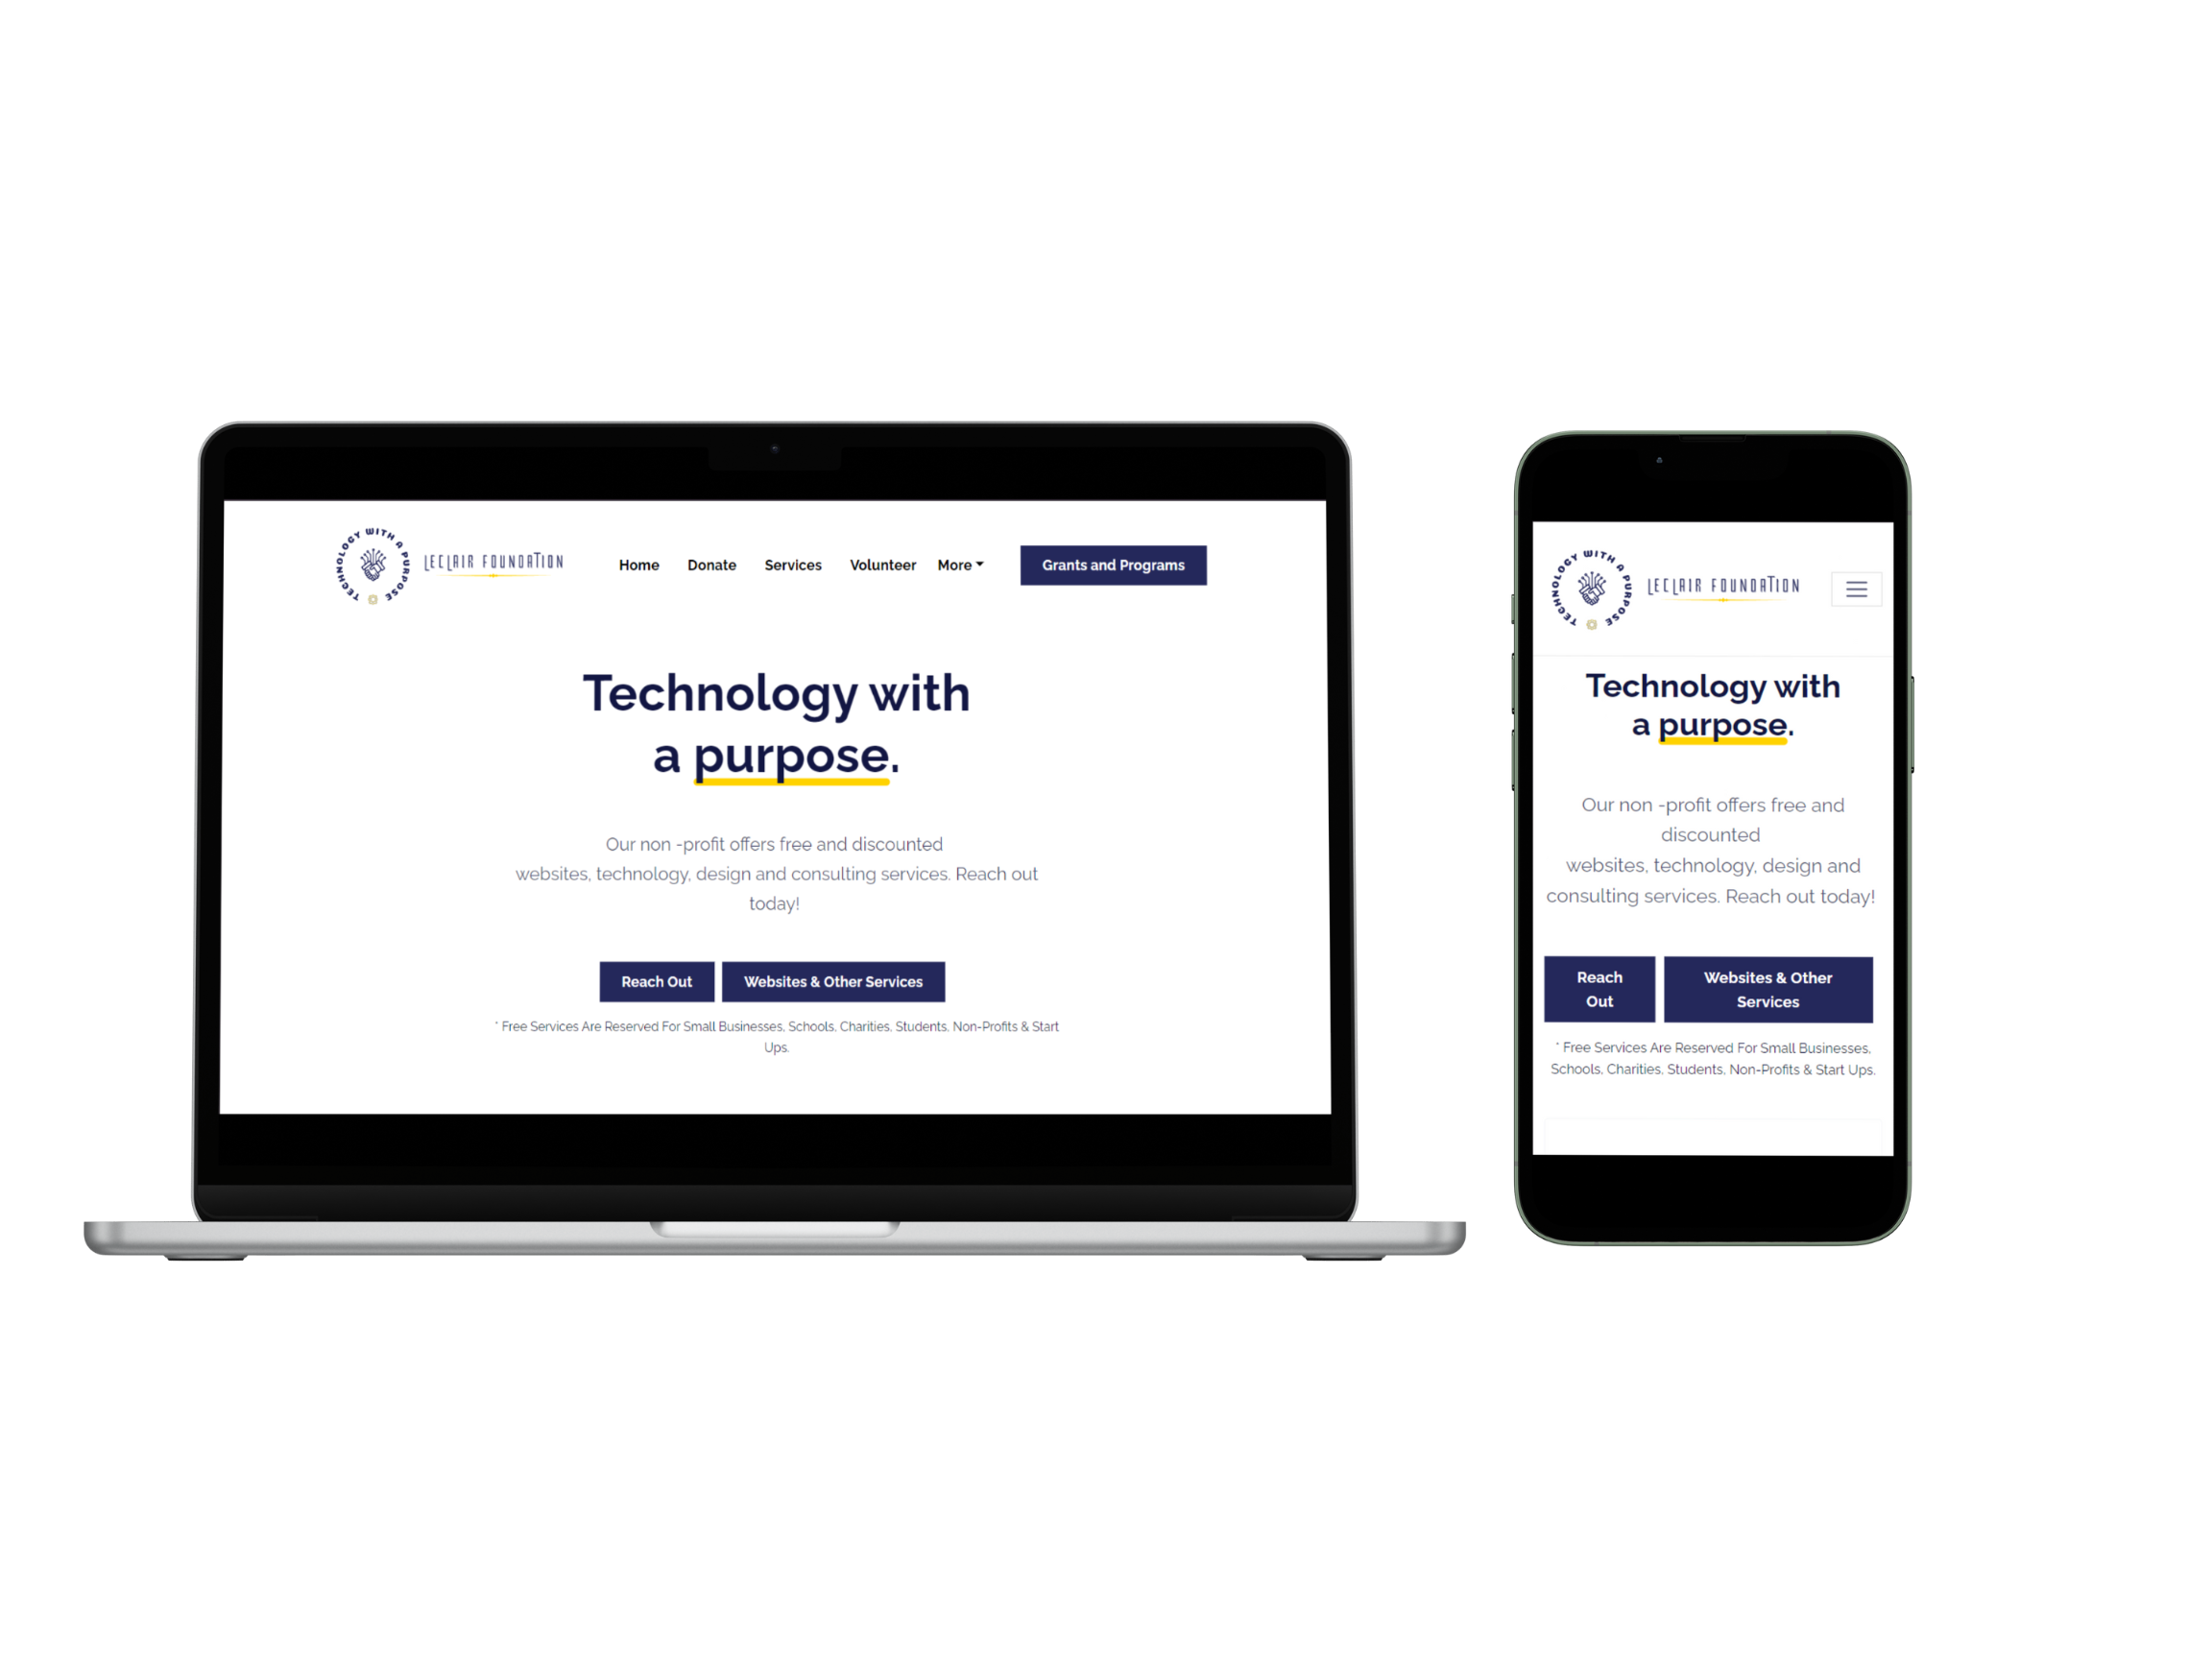 TECHNOLOGY WITH A PURPOSE
LECLAIR FOUNDATION
Home Donate Services Volunteer More Grants and Programs
Technology with
a purpose.
Our non -profit offers free and discounted
websites, technology, design and consulting services. Reach out
today!
Reach Out Websites & Other Services
* Free Services Are Reserved For Small Businesses, Schools, Charities, Students, Non-Profits & Start
Ups.
TECHNOLOGY WITH A PURPOSE
LECLAIR FOUNDATION
Technology with
a purpose.
Our non -profit offers free and
discounted
websites, technology, design and
consulting services. Reach out today!
Reach
Out
Websites & Other
Services
* Free Services Are Reserved For Small Businesses,
Schools, Charities, Students, Non-Profits & Start Ups.